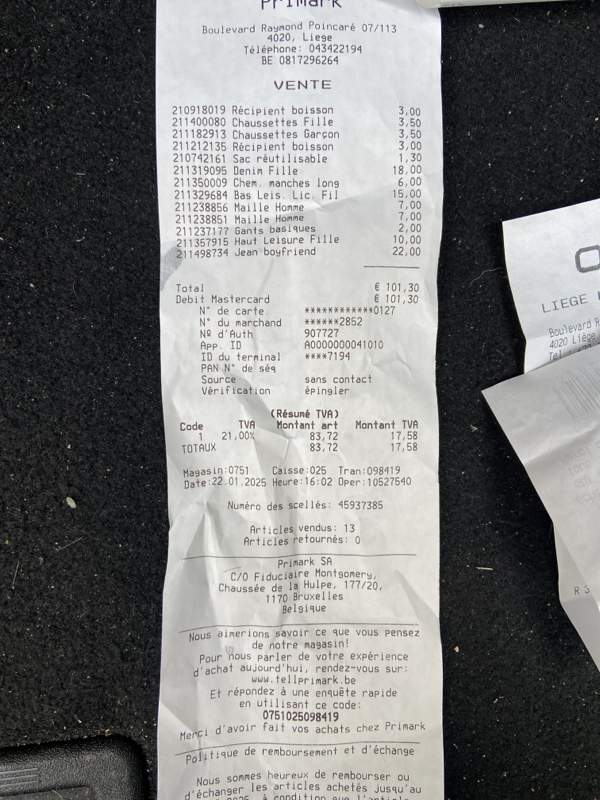 Primark
Boulevard Raymond Poincaré 07/113
4020, Liege
Téléphone: 043422194
BE 0817296264
VENTE
210918019 Récipient boisson 3,00
211400080 Chaussettes Fille 3,50
211182913 Chaussettes Garçon 3,50
211212135 Récipient boisson 3,00
210742161 Sac réutilisable 1,30
211319095 Denim Fille 18,00
211350009 Chem. manches long 6,00
211329684 Bas Leis. Lic. Fil 15,00
211238856 Maille Homme 7,00
211238851 Maille Homme 7,00
211237177 Gants basiques 2,00
211357915 Haut Leisure Fille 10,00
211498734 Jean boyfriend 22,00
Total € 101,30
Debit Mastercard € 101,30
N° de carte. ************0127
N° du marchand ******2852
Nº d'Auth 907727
App. ID A0000000041010
ID du terminal ****7194
PAN N° de séq
Source sans contact
Vérification épingler
(Résumé TVA)
Code TVA Montant art Montant TVA
1 21,00% 83,72 17,58
TOTAUX 83,72 17,58
Magasin:0751 Caisse:025 Tran:098419
Date:22.01.2025 Heure:16:02 Oper:10527540
Numéro des scellés: 45937385
Articles vendus: 13
Articles retournés: 0
Primark SA
C/O Fiduciaire Montgomery,
Chaussée de la Hulpe, 177/20,
1170 Bruxelles
Belgique
Nous aimerions savoir ce que vous pensez
de notre magasin!
Pour nous parler de votre expérience
d'achat aujourd'hui, rendez-vous sur:
www.tellprimark.be
Et répondez à une enquête rapide
en utilisant ce code:
0751025098419
Merci d'avoir fait vos achats chez Primark
Politique de remboursement et d'échange
Nous sommes heureux de rembourser ou
d'échanger les articles achetés jusqu'au
2025, à condition que l'article
LIEGE
Boulevard R
4020 Liège
Tel
R 3